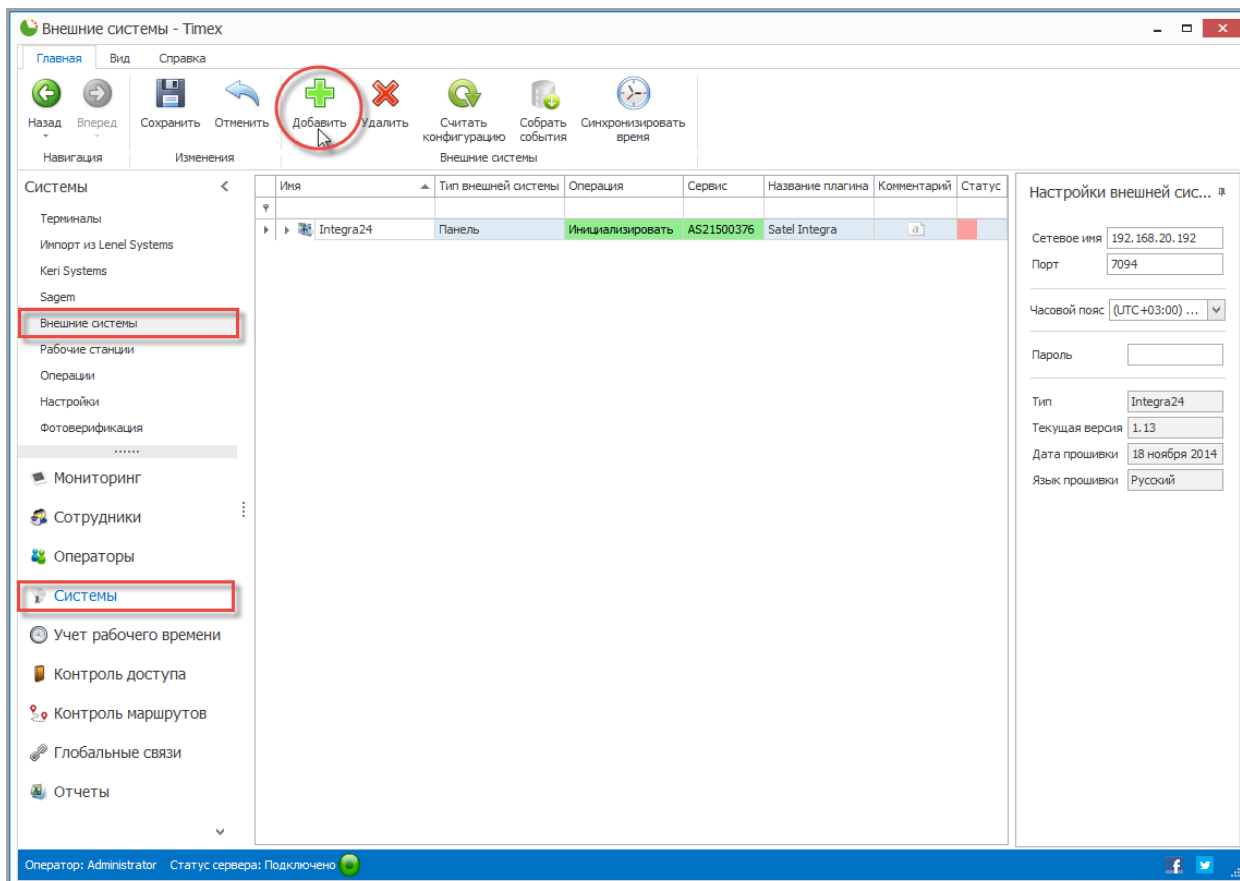 Внешние системы - Timex
Главная Вид Справка
Назад Вперед Сохранить Отменить Добавить Удалить Считать конфигурацию Собрать события Синхронизировать время
Навигация Изменения Внешние системы
Системы
Терминалы
Импорт из Lenel Systems
Keri Systems
Sagem
Внешние системы
Рабочие станции
Операции
Настройки
Фотоверификация
Мониторинг
Сотрудники
Операторы
Системы
Учет рабочего времени
Контроль доступа
Контроль маршрутов
Глобальные связи
Отчеты
Имя Тип внешней системы Операция Сервис Название плагина Комментарий Статус
Integra24 Панель Инициализировать AS21500376 Satel Integra a
Настройки внешней сис...
Сетевое имя 192.168.20.192
Порт 7094
Часовой пояс (UTC+03:00) ...
Пароль
Тип Integra24
Текущая версия 1.13
Дата прошивки 18 ноября 2014
Язык прошивки Русский
Оператор: Administrator Статус сервера: Подключено